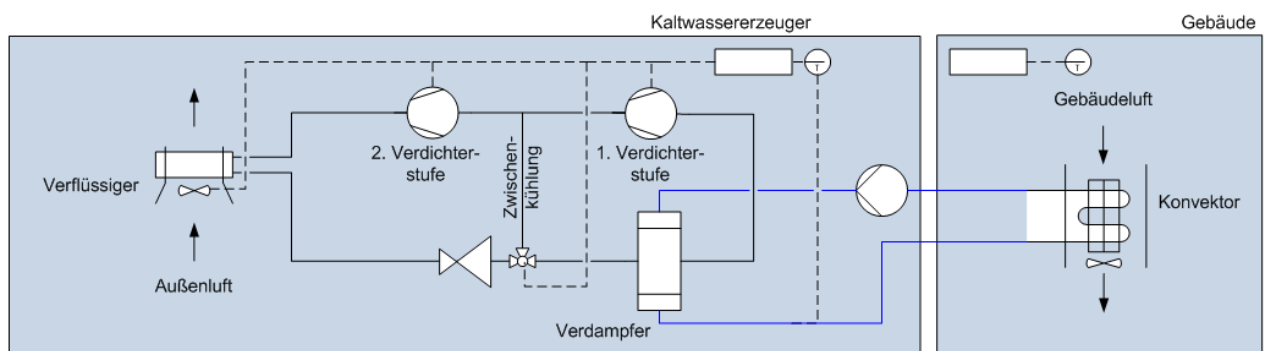 Kaltwassererzeuger
Gebäude
T
T
Gebäudeluft
2. Verdichter-
stufe
Zwischen-
kühlung
1. Verdichter-
stufe
Verflüssiger
Konvektor
Außenluft
Verdampfer